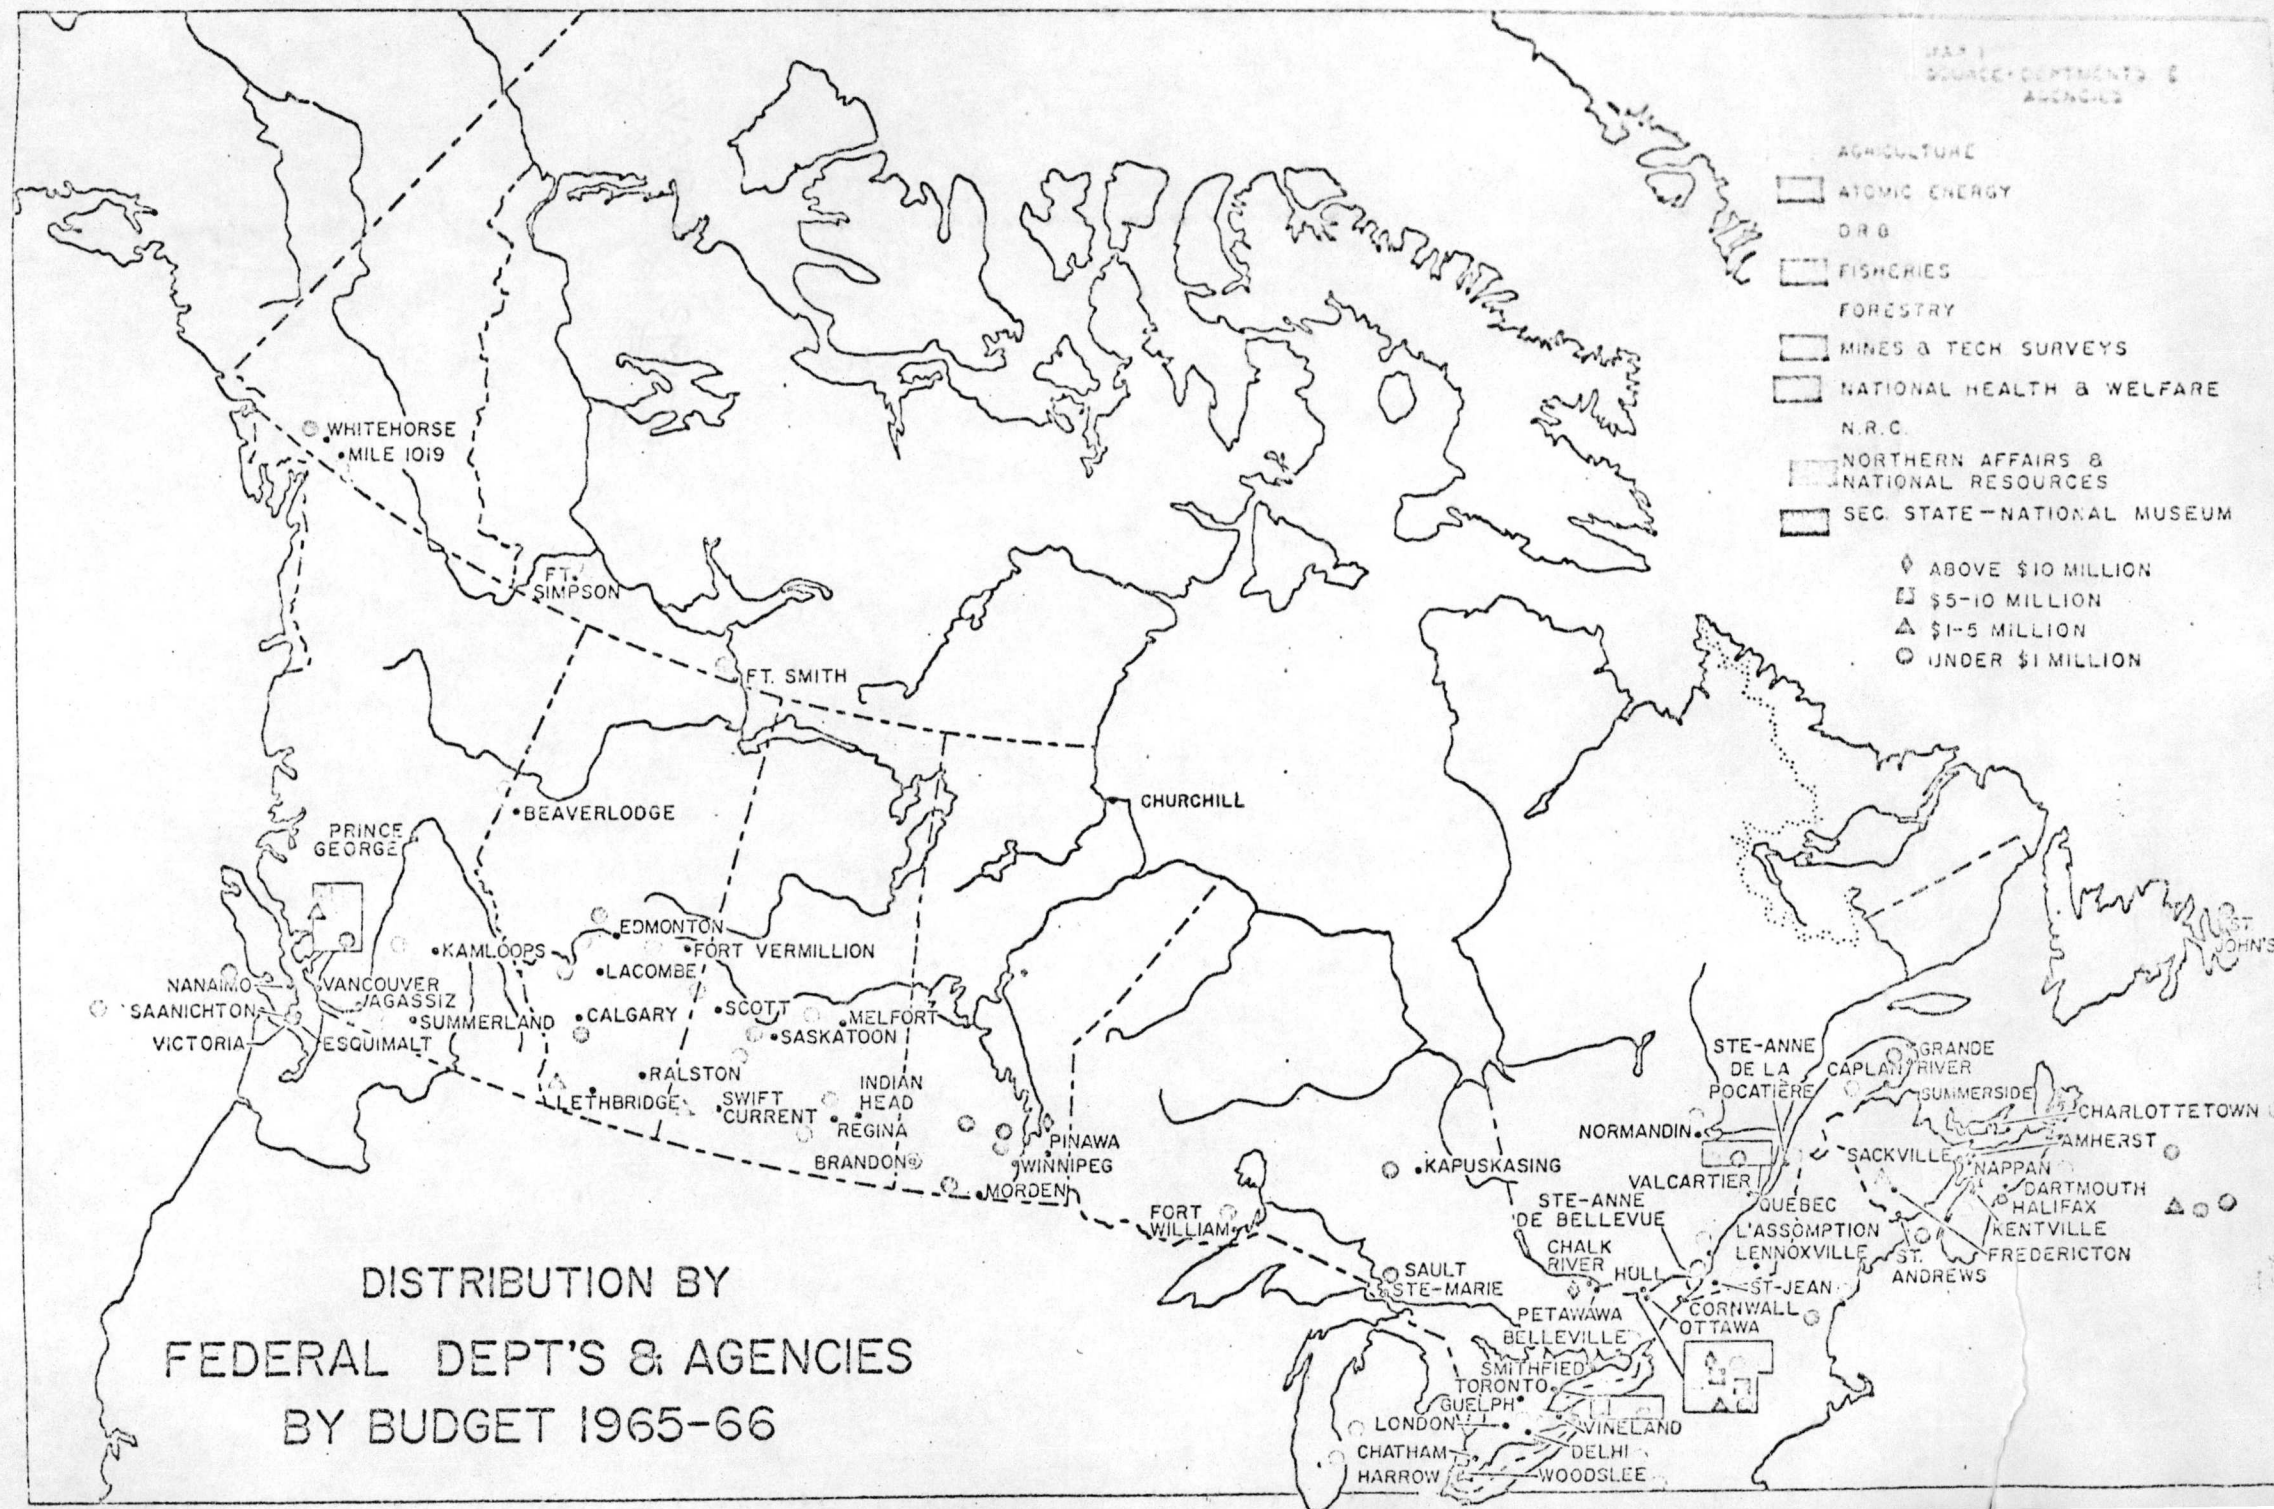 MAP 1
SOURCE-DEPTMENTS &
AGENCIES
AGRICULTURE
ATOMIC ENERGY
D R B
FISHERIES
FORESTRY
MINES & TECH. SURVEYS
NATIONAL HEALTH & WELFARE
N.R.C.
NORTHERN AFFAIRS &
NATIONAL RESOURCES
SEC. STATE-NATIONAL MUSEUM
ABOVE $10 MILLION
$5-10 MILLION
$1-5 MILLION
UNDER $1 MILLION
WHITEHORSE
MILE 1019
FT.
SIMPSON
FT. SMITH
BEAVERLODGE
CHURCHILL
PRINCE
GEORGE
EDMONTON
KAMLOOPS
FORT VERMILLION
LACOMBE
NANAIMO
VANCOUVER
AGASSIZ
SAANICHTON
SUMMERLAND
CALGARY
SCOTT
MELFORT
VICTORIA
ESQUIMALT
SASKATOON
RALSTON
LETHBRIDGE
SWIFT
CURRENT
INDIAN
HEAD
REGINA
BRANDON
PINAWA
WINNIPEG
MORDEN
FORT
WILLIAM
KAPUSKASING
SAULT
STE-MARIE
ST.
JOHN'S
STE-ANNE
DE LA
POCATIÈRE
CAPLAN
GRANDE
RIVER
SUMMERSIDE
CHARLOTTETOWN
NORMANDIN
AMHERST
SACKVILLE
NAPPAN
VALCARTIER
DARTMOUTH
HALIFAX
QUÉBEC
KENTVILLE
STE-ANNE
DE BELLEVUE
L'ASSOMPTION
LENNOXVILLE
ST.
ANDREWS
FREDERICTON
CHALK
RIVER
HULL
ST-JEAN
PETAWAWA
CORNWALL
OTTAWA
BELLEVILLE
SMITHFIED
TORONTO
GUELPH
LONDON
VINELAND
CHATHAM
DELHI
HARROW
WOODSLEE
DISTRIBUTION BY
FEDERAL DEPT'S & AGENCIES
BY BUDGET 1965-66